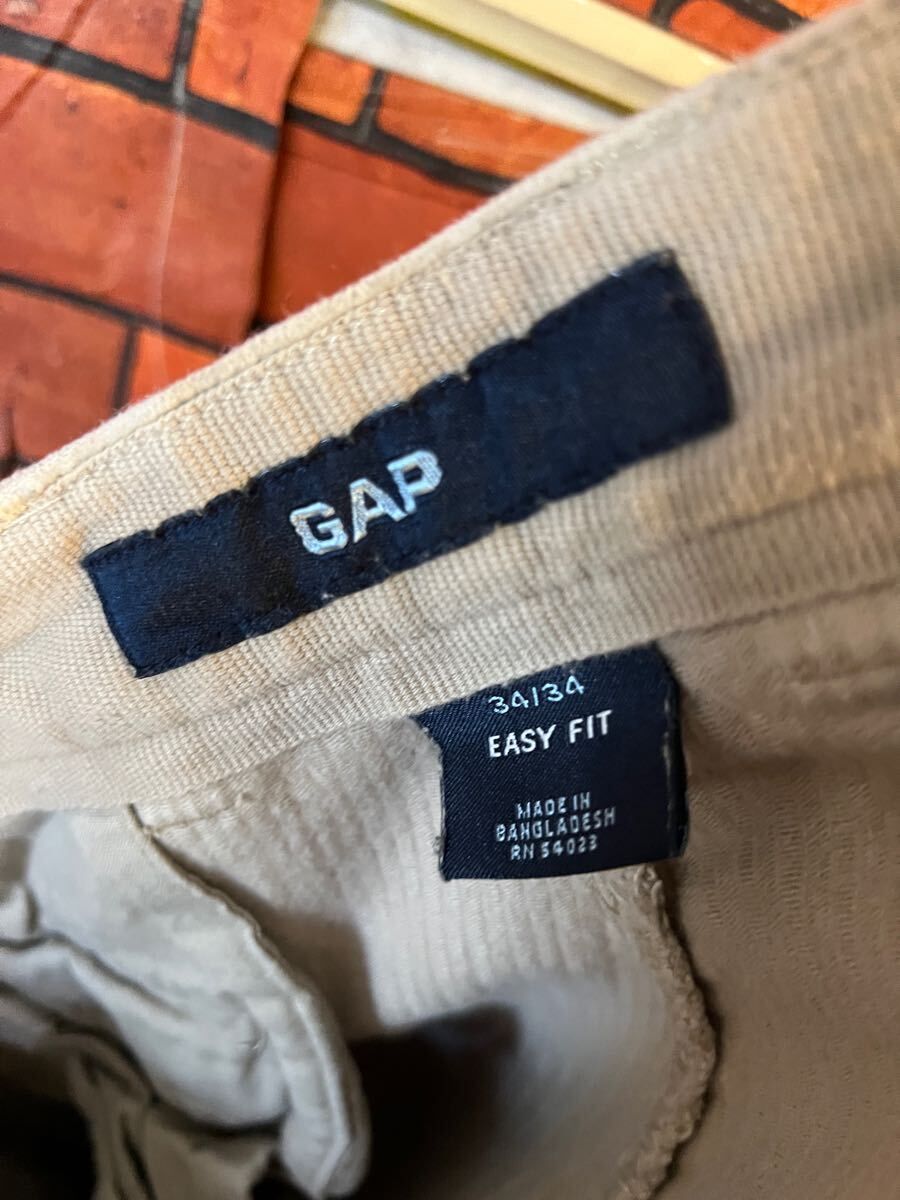 GAP
34/34
EASY FIT
MADE IN
BANGLADESH
RN 54023